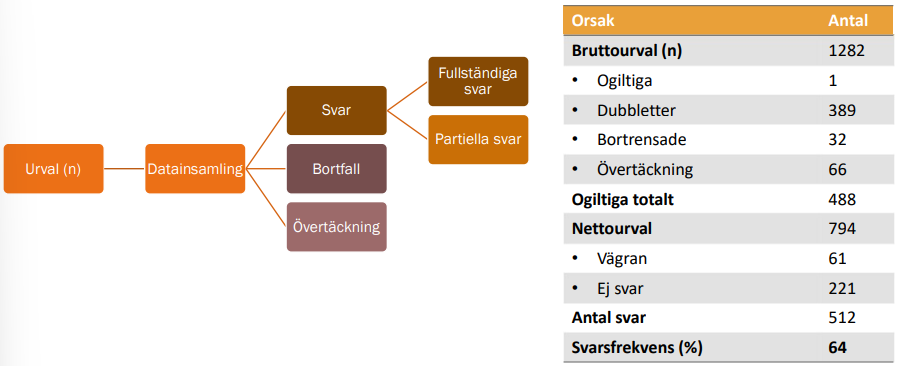 Urval (n)
Datainsamling
Svar
Bortfall
Övertäckning
Fullständiga
svar
Partiella svar
Orsak Antal
Bruttourval (n) 1282
• Ogiltiga 1
• Dubbletter 389
• Bortrensade 32
• Övertäckning 66
Ogiltiga totalt 488
Nettourval 794
• Vägran 61
• Ej svar 221
Antal svar 512
Svarsfrekvens (%) 64